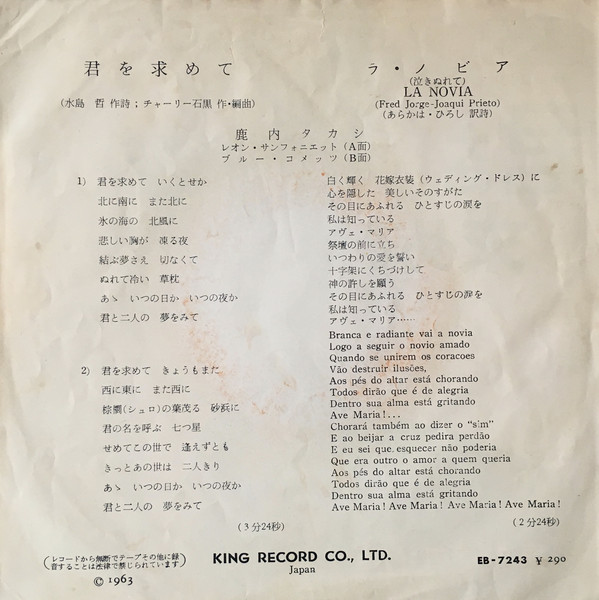 君を求めて
(水島 哲 作詩 ; チャーリー石黒 作・編曲)
ラ・ノビア
(泣きぬれて)
LA NOVIA
(Fred Jorge-Joaqui Prieto)
(あらかは・ひろし 訳詩)
鹿内タカシ
レオン・サンフォニエット (A面)
ブルー・コメッツ (B面)
1) 君を求めて いくとせか
北に南に また北に
氷の海の 北風に
悲しい胸が 凍る夜
結ぶ夢さえ 切なくて
ぬれて冷い 草枕
あゝ いつの日か いつの夜か
君と二人の 夢をみて
2) 君を求めて きょうもまた
西に東に また西に
棕櫚(シュロ)の葉茂る 砂浜に
君の名を呼ぶ 七つ星
せめてこの世で 逢えずとも
きっとあの世は 二人きり
あゝ いつの日か いつの夜か
君と二人の 夢をみて
(3分24秒)
白く輝く 花嫁衣装 (ウェディング・ドレス) に
心を隠した 美しいそのすがた
その目にあふれる ひとすじの涙を
私は知っている
アヴェ・マリア
祭壇の前に立ち
いつわりの愛を誓い
十字架にくちづけして
神の許しを願う
その目にあふれる ひとすじの涙を
私は知っている
アヴェ・マリア……
Branca e radiante vai a novia
Logo a seguir o novio amado
Quando se unirem os coracoes
Vão destruir ilusões,
Aos pés do altar está chorando
Todos dirão que é de alegria
Dentro sua alma está gritando
Ave Maria!...
Chorará também ao dizer o "sim"
E ao beijar a cruz pedira perdão
E eu sei que esquecer não poderia
Que era outro o amor a quem queria
Aos pés do altar está chorando
Todos dirão que é de alegria
Dentro sua alma está gritando
Ave Maria! Ave Maria! Ave Maria! Ave Maria!
(2分24秒)
(レコードから無断でテープその他に録
音することは法律で禁じられています)
© 1963
KING RECORD CO., LTD.
Japan
EB-7243 ¥ 290